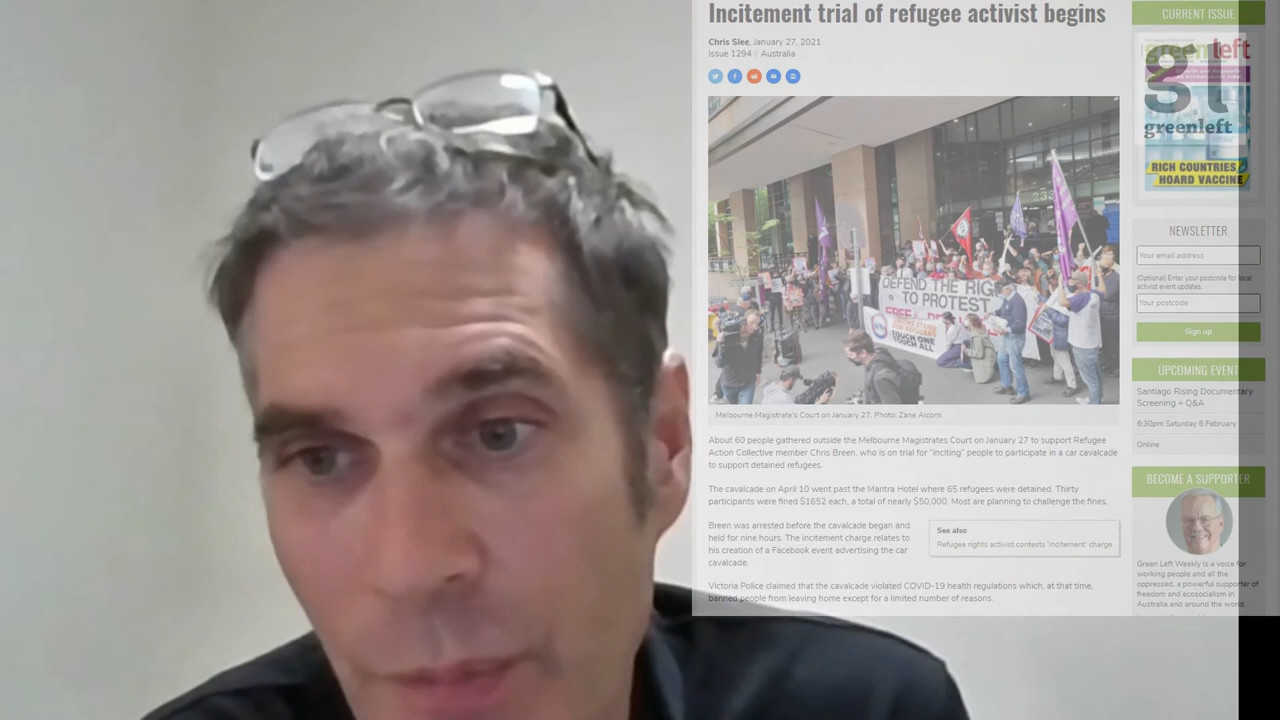 Incitement trial of refugee activist begins
Chris Slee, January 27, 2021
Issue 1294 Australia
DEFEND THE RIG
TO PROTEST
TOUCH ONE
TOUCH ALL
Melbourne Magistrate's Court on January 27. Photo: Zane Alcorn
About 60 people gathered outside the Melbourne Magistrates Court on January 27 to support Refugee
Action Collective member Chris Breen, who is on trial for "inciting" people to participate in a car cavalcade
to support detained refugees.
The cavalcade on April 10 went past the Mantra Hotel where 65 refugees were detained. Thirty
participants were fined $1652 each, a total of nearly $50,000. Most are planning to challenge the fines.
Breen was arrested before the cavalcade began and
held for nine hours. The incitement charge relates to
his creation of a Facebook event advertising the car
cavalcade.
See also
Refugee rights activist contests 'incitement' charge
Victoria Police claimed that the cavalcade violated COVID-19 health regulations which, at that time,
banned people from leaving home except for a limited number of reasons.
CURRENT ISSUE
greenleft
gl
greenleft
RICH COUNTRIES
HOARD VACCINE
NEWSLETTER
Your email address
(Optional) Enter your postcode for local
activist event updates.
Your postcode
Sign up
UPCOMING EVENT
Santiago Rising Documentary
Screening + Q&A
6:30pm Saturday 6 February
Online
BECOME A SUPPORTER
Green Left Weekly is a voice for
working people and all the
oppressed, a powerful supporter of
freedom and ecosocialism in
Australia and around the world.